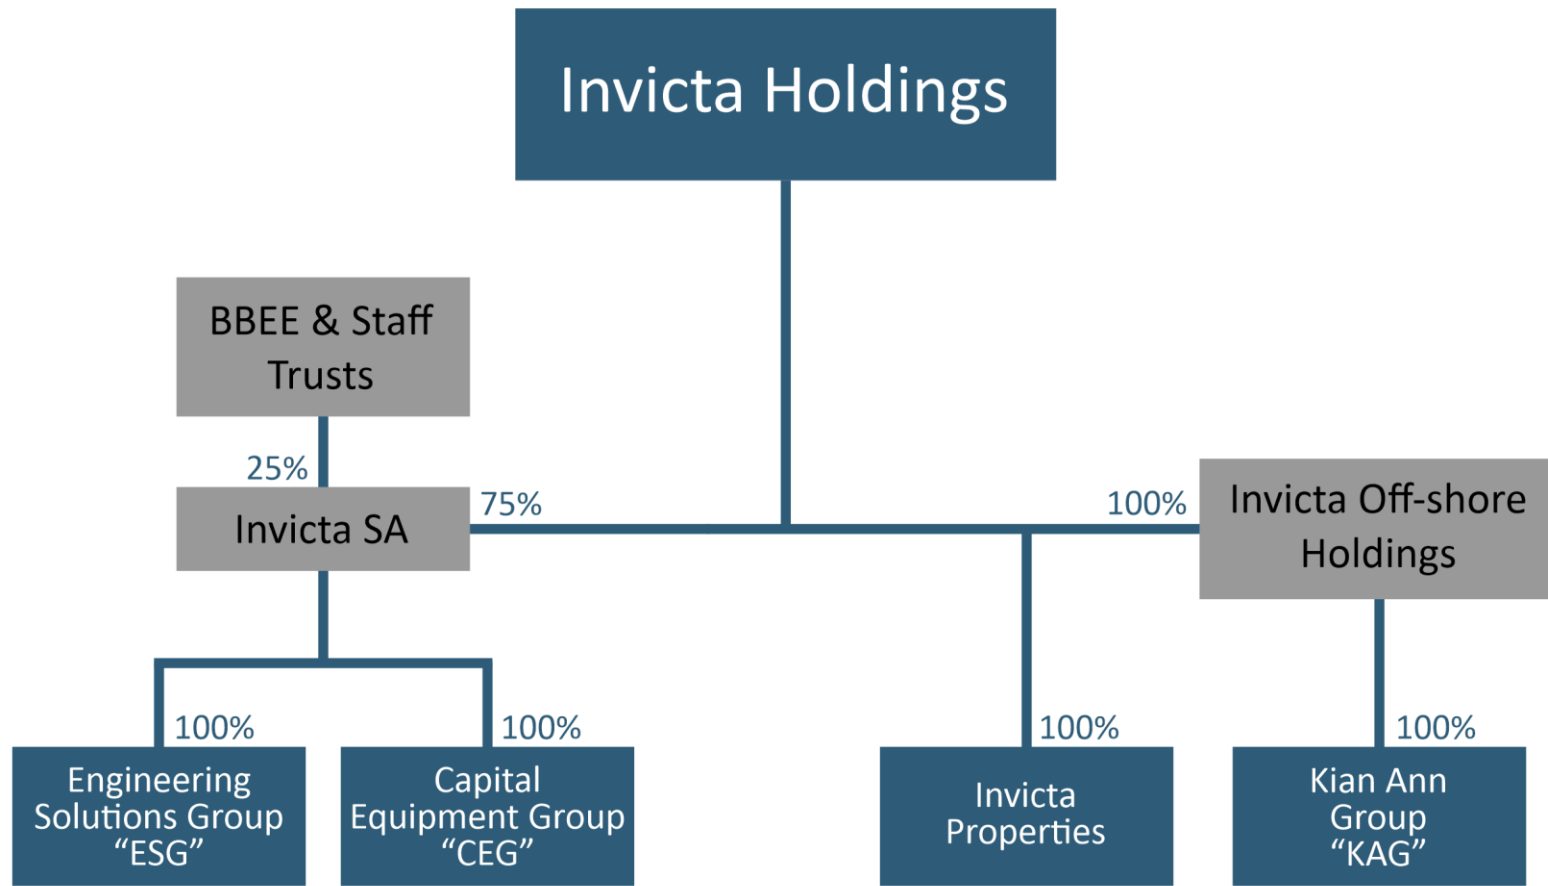 Invicta Holdings
BBEE & Staff
Trusts
25%
Invicta SA
75%
100%
Invicta Off-shore
Holdings
100%
100%
100%
100%
Engineering
Solutions Group
“ESG”
Capital
Equipment Group
“CEG”
Invicta
Properties
Kian Ann
Group
“KAG”